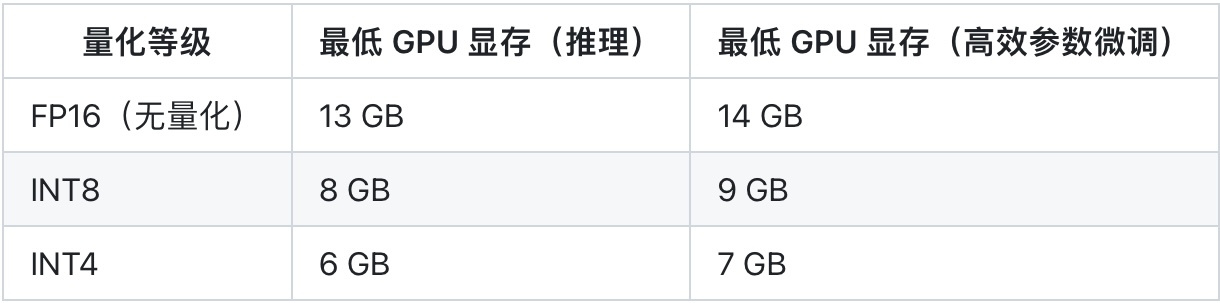 量化等级 最低 GPU 显存（推理） 最低 GPU 显存（高效参数微调）
FP16（无量化） 13 GB 14 GB
INT8 8 GB 9 GB
INT4 6 GB 7 GB